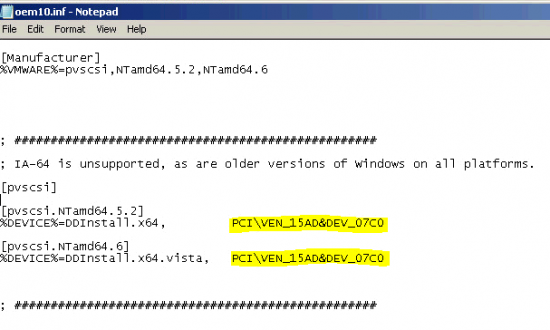 oem10.inf - Notepad
File Edit Format View Help
[Manufacturer]
%VMWARE%=pvscsi,NTamd64.5.2,NTamd64.6
; ##################################################
; IA-64 is unsupported, as are older versions of Windows on all platforms.
[pvscsi]
[pvscsi.NTamd64.5.2]
%DEVICE%=DDInstall.x64, PCI\VEN_15AD&DEV_07C0
[pvscsi.NTamd64.6]
%DEVICE%=DDInstall.x64.vista, PCI\VEN_15AD&DEV_07C0
; ##################################################